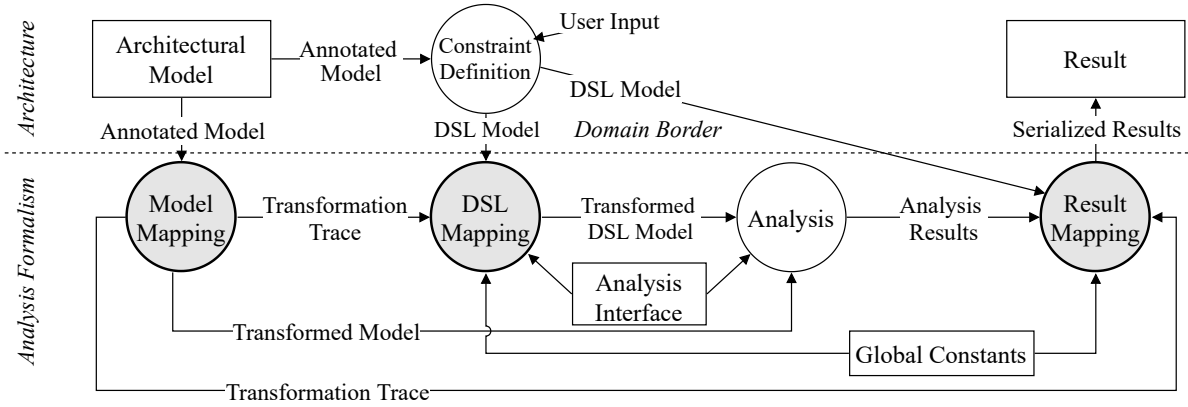 Architecture
Architectural
Model
Annotated
Model
Constraint
Definition
User Input
DSL Model
Result
Annotated Model
DSL Model
Domain Border
Serialized Results
Analysis Formalism
Model
Mapping
Transformation
Trace
DSL
Mapping
Transformed
DSL Model
Analysis
Analysis
Results
Result
Mapping
Analysis
Interface
Transformed Model
Global Constants
Transformation Trace